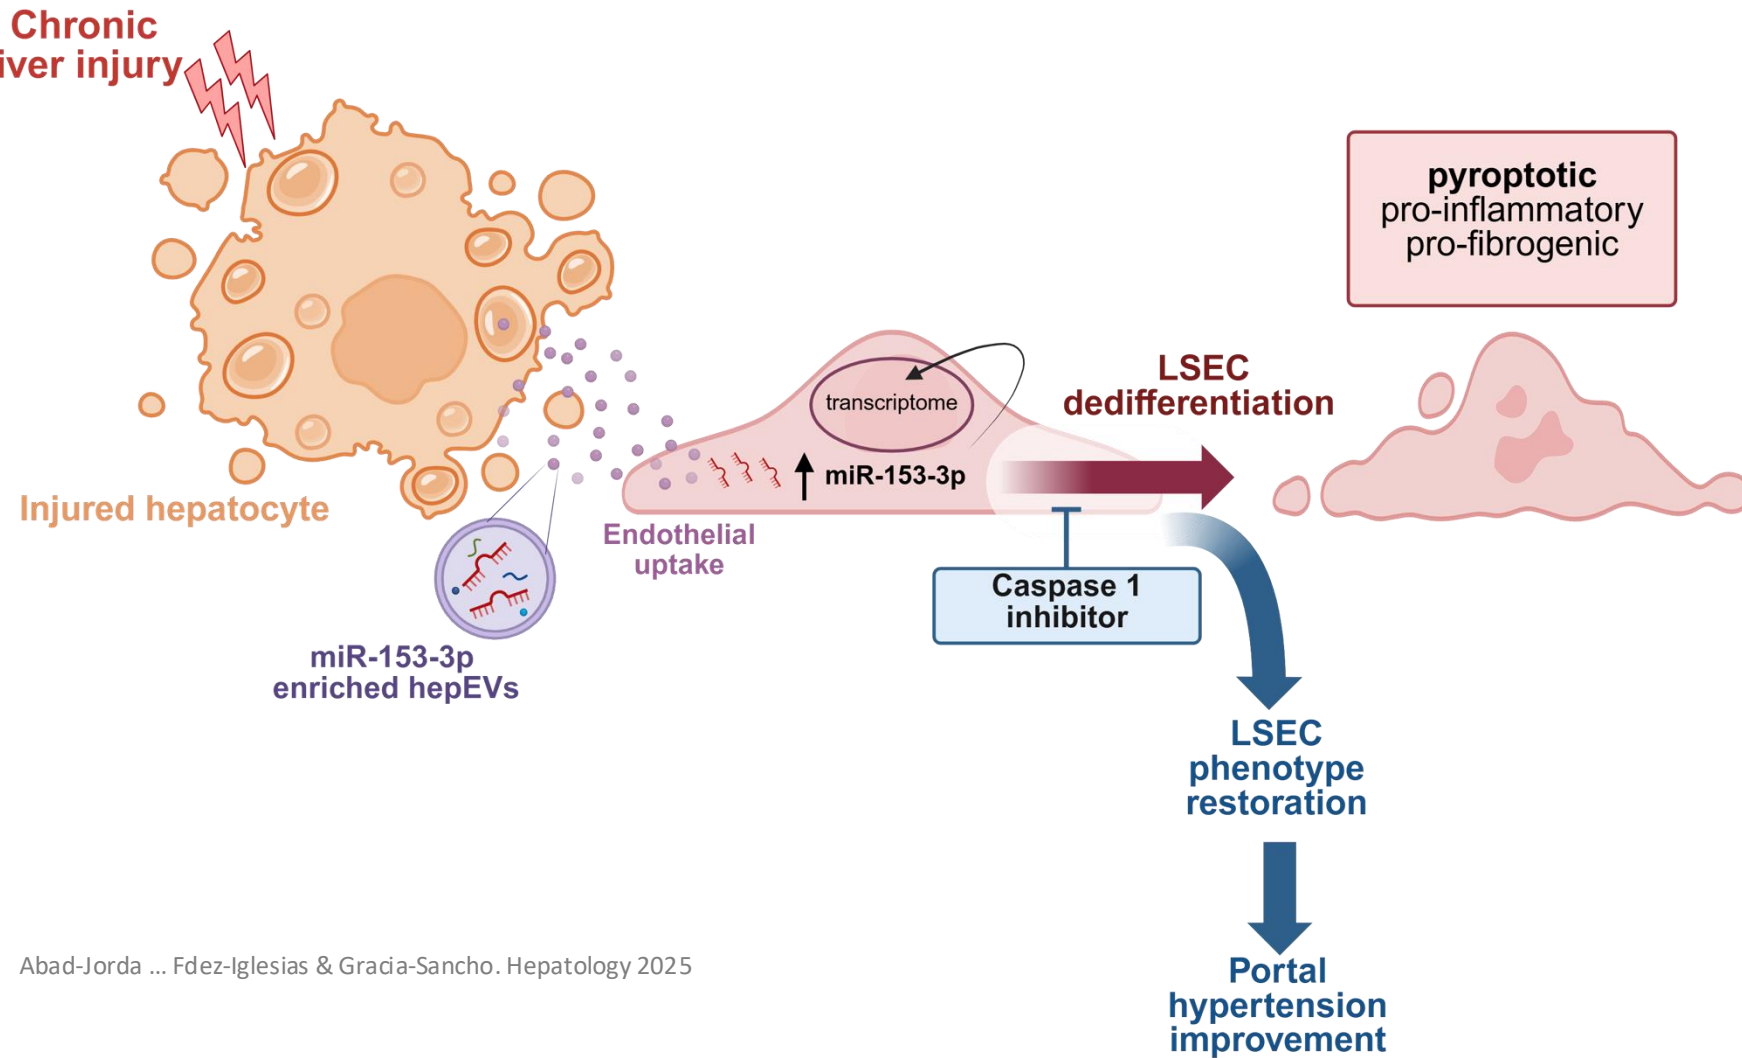 Chronic
iver injury
Injured hepatocyte
miR-153-3p
enriched hepEVs
Endothelial
uptake
transcriptome
miR-153-3p
LSEC
dedifferentiation
pyroptotic
pro-inflammatory
pro-fibrogenic
Caspase 1
inhibitor
LSEC
phenotype
restoration
Portal
hypertension
improvement
Abad-Jorda ... Fdez-Iglesias & Gracia-Sancho. Hepatology 2025